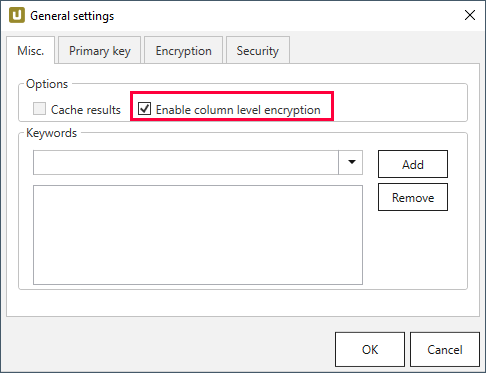 General settings
Misc. Primary key Encryption Security
Options
Cache results Enable column level encryption
Keywords
Add
Remove
OK Cancel